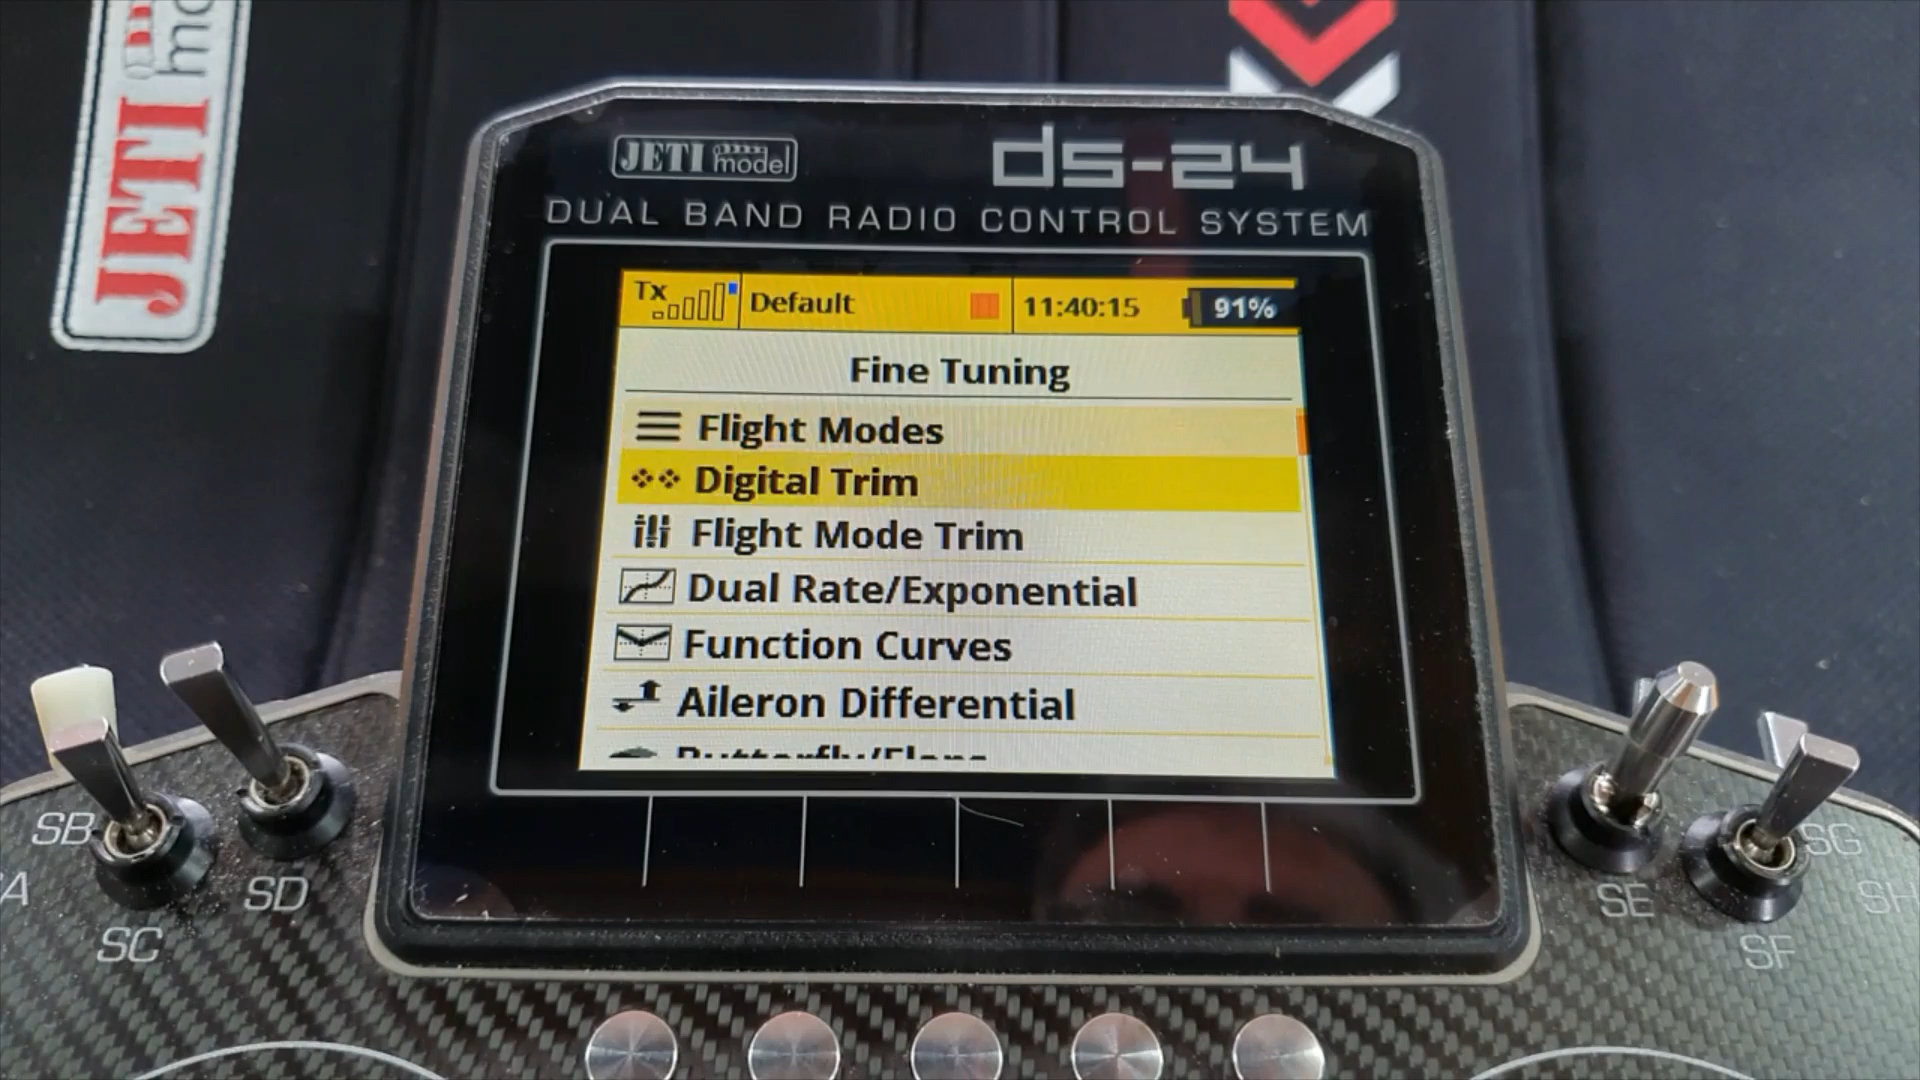 JETI mo
JETI model
ds-24
DUAL BAND RADIO CONTROL SYSTEM
Tx
Default
11:40:15
91%
Fine Tuning
Flight Modes
Digital Trim
Flight Mode Trim
Dual Rate/Exponential
Function Curves
Aileron Differential
Butterfly/Flaps
SB
SA
SC
SD
SE
SG
SH
SF